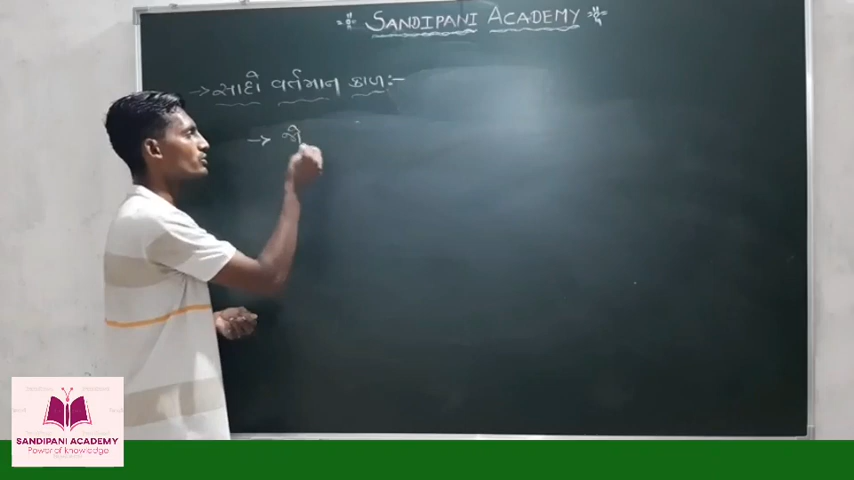 SANDIPANI ACADEMY
→ સાદો વર્તમાન કાળ:-
→ જો
SANDIPANI ACADEMY
Power of knowledge